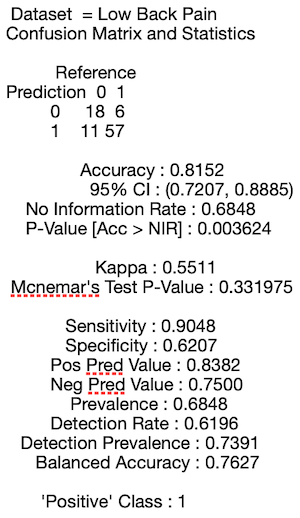 Dataset = Low Back Pain
Confusion Matrix and Statistics
Reference
Prediction 0 1
0 18 6
1 11 57
Accuracy : 0.8152
95% CI : (0.7207, 0.8885)
No Information Rate : 0.6848
P-Value [Acc > NIR] : 0.003624
Kappa : 0.5511
Mcnemar's Test P-Value : 0.331975
Sensitivity : 0.9048
Specificity : 0.6207
Pos Pred Value : 0.8382
Neg Pred Value : 0.7500
Prevalence : 0.6848
Detection Rate : 0.6196
Detection Prevalence : 0.7391
Balanced Accuracy : 0.7627
'Positive' Class : 1